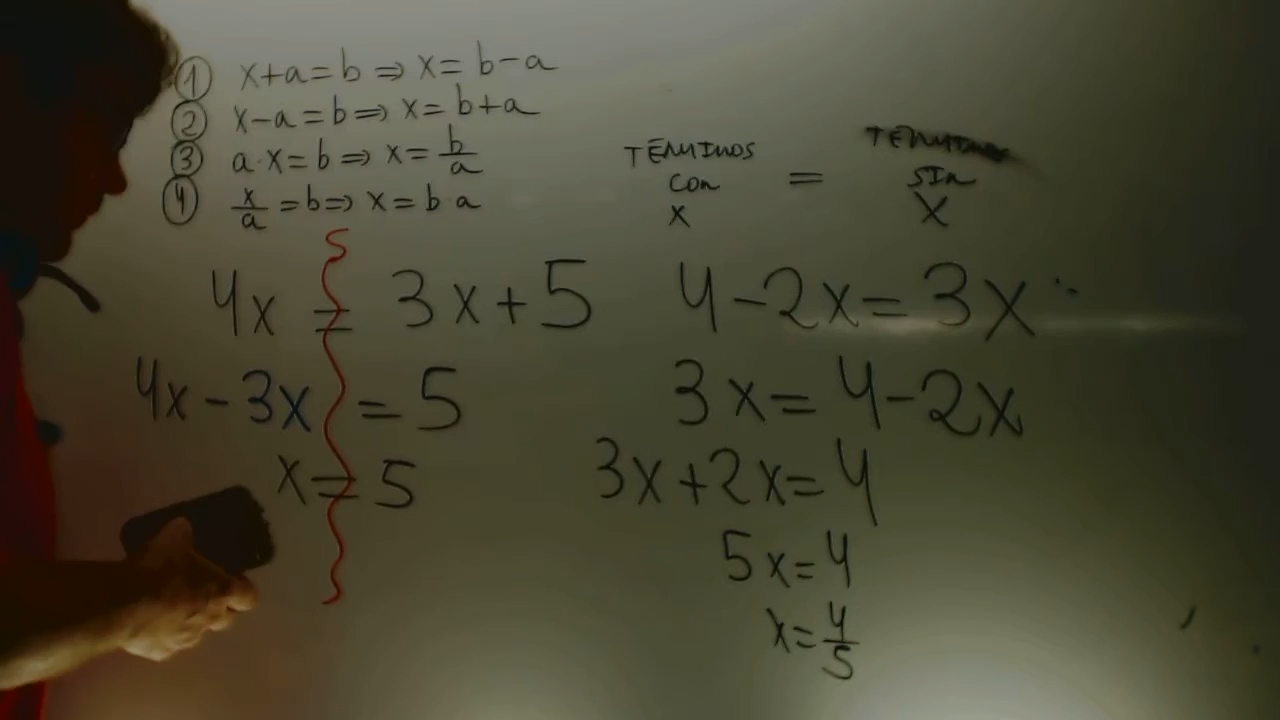 ① x+a=b⇒x=b-a
② x-a=b⇒x=b+a
③ a·x=b⇒x=b/a
④ x/a=b⇒x=b·a
TÉRMINOS con x = TÉRMINOS sin x
4x=3x+5
4x-3x=5
x=5
4-2x=3x
3x=4-2x
3x+2x=4
5x=4
x=4/5